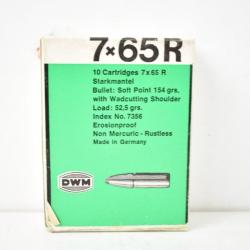 7×65R
10 Cartridges 7x65 R
Starkmantel
Bullet: Soft Point 154 grs.
with Wadcutting Shoulder
Load: 52,5 grs.
Index No. 7356
Erosionproof
Non Mercuric - Rustless
Made in Germany
DWM